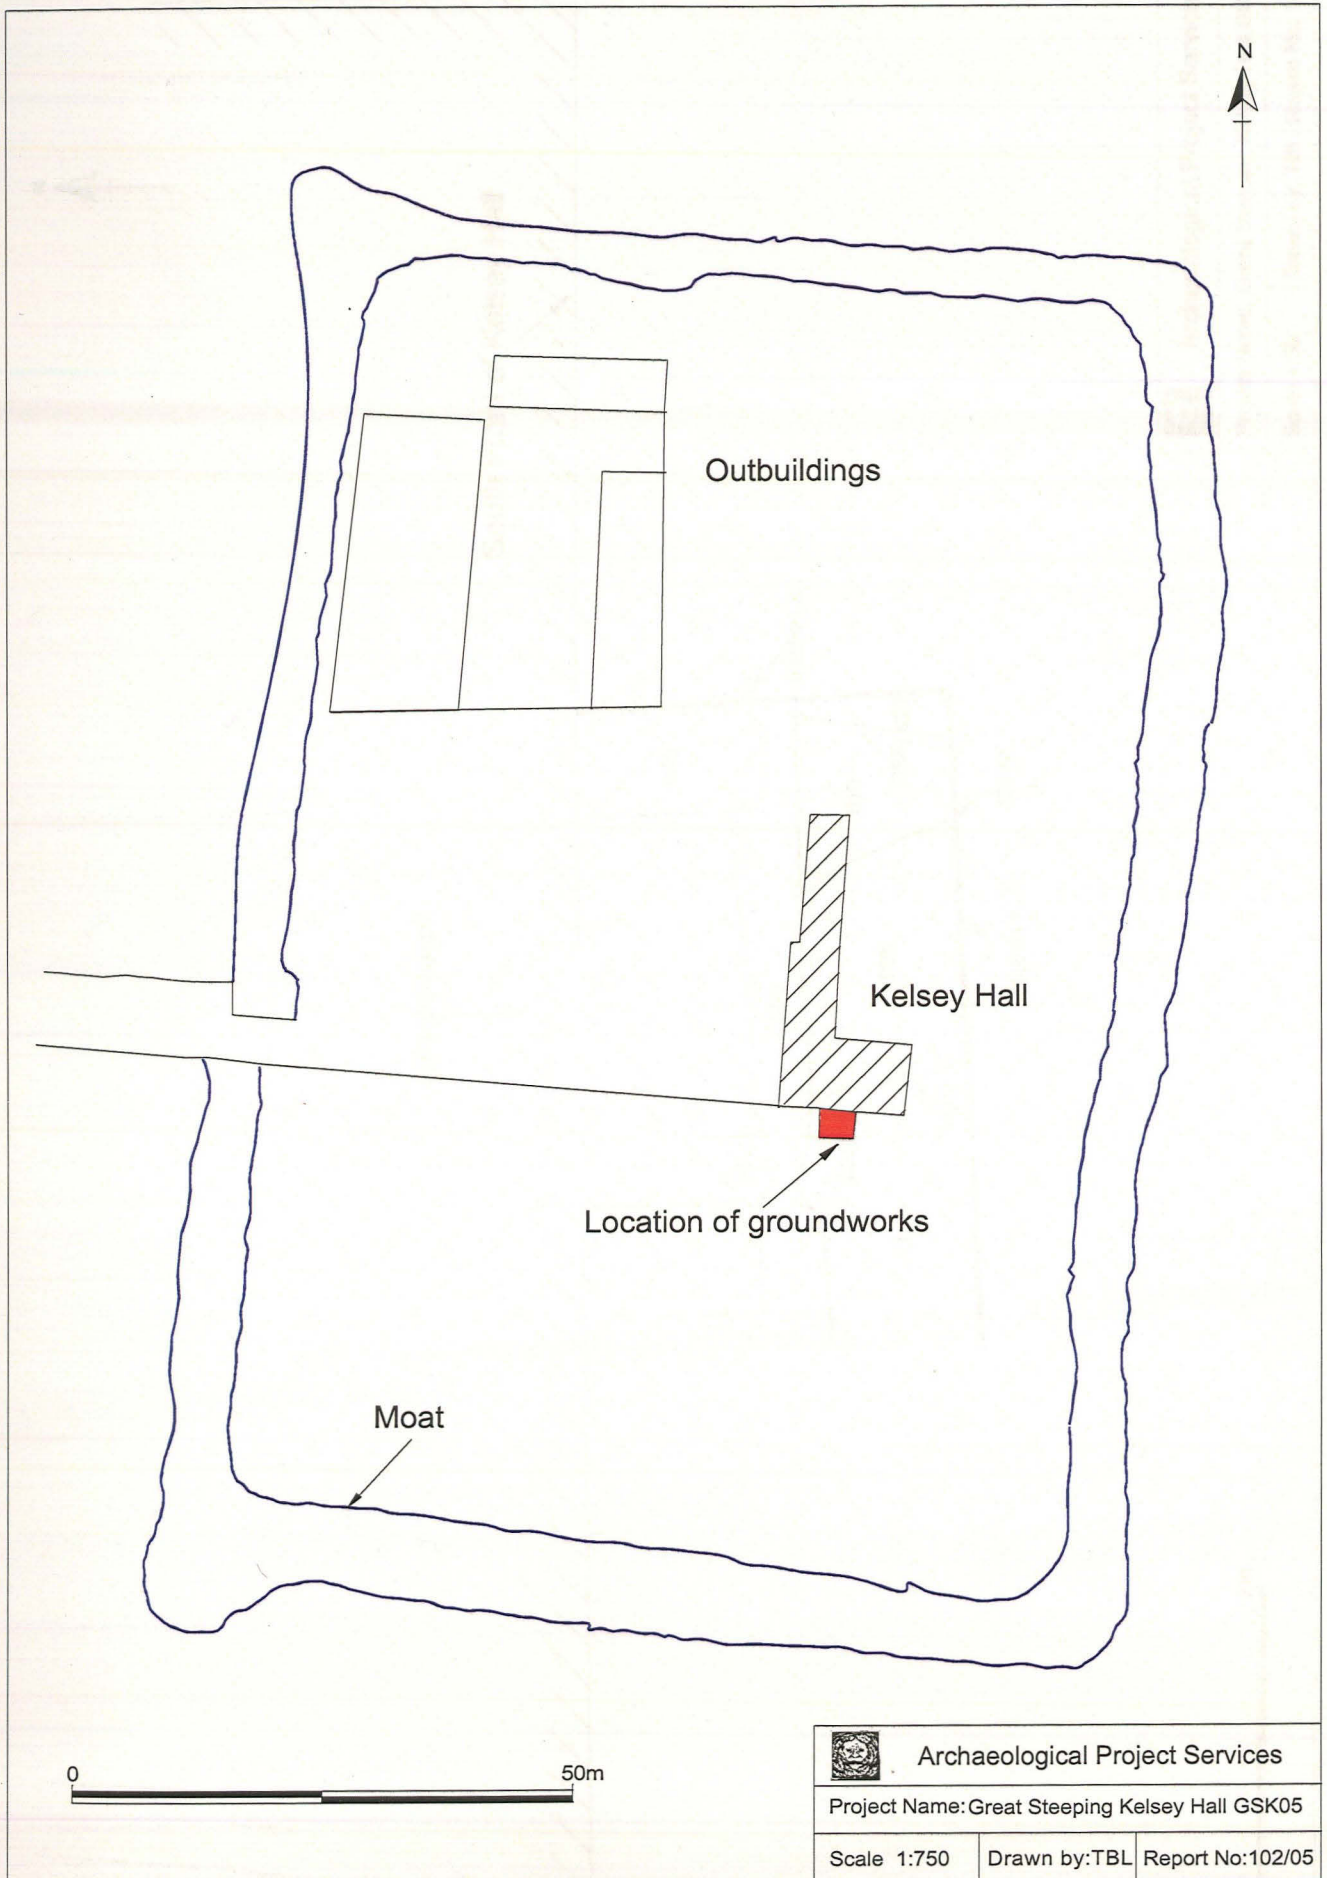 N
Outbuildings
Kelsey Hall
Location of groundworks
Moat
0 50m
Archaeological Project Services
Project Name:Great Steeping Kelsey Hall GSK05
Scale 1:750 Drawn by:TBL Report No:102/05